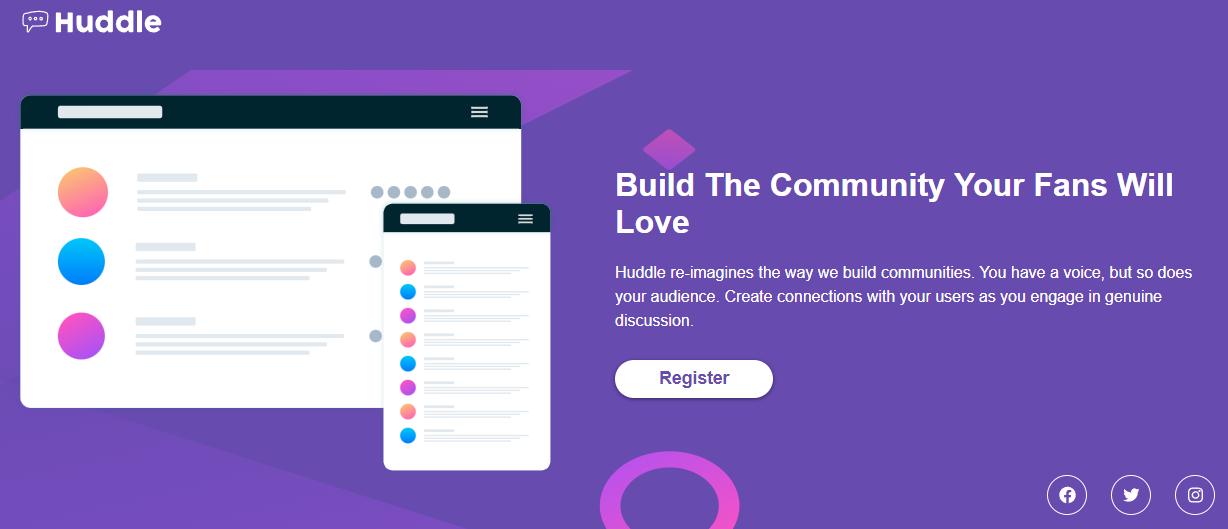 Huddle
Build The Community Your Fans Will
Love
Huddle re-imagines the way we build communities. You have a voice, but so does
your audience. Create connections with your users as you engage in genuine
discussion.
Register